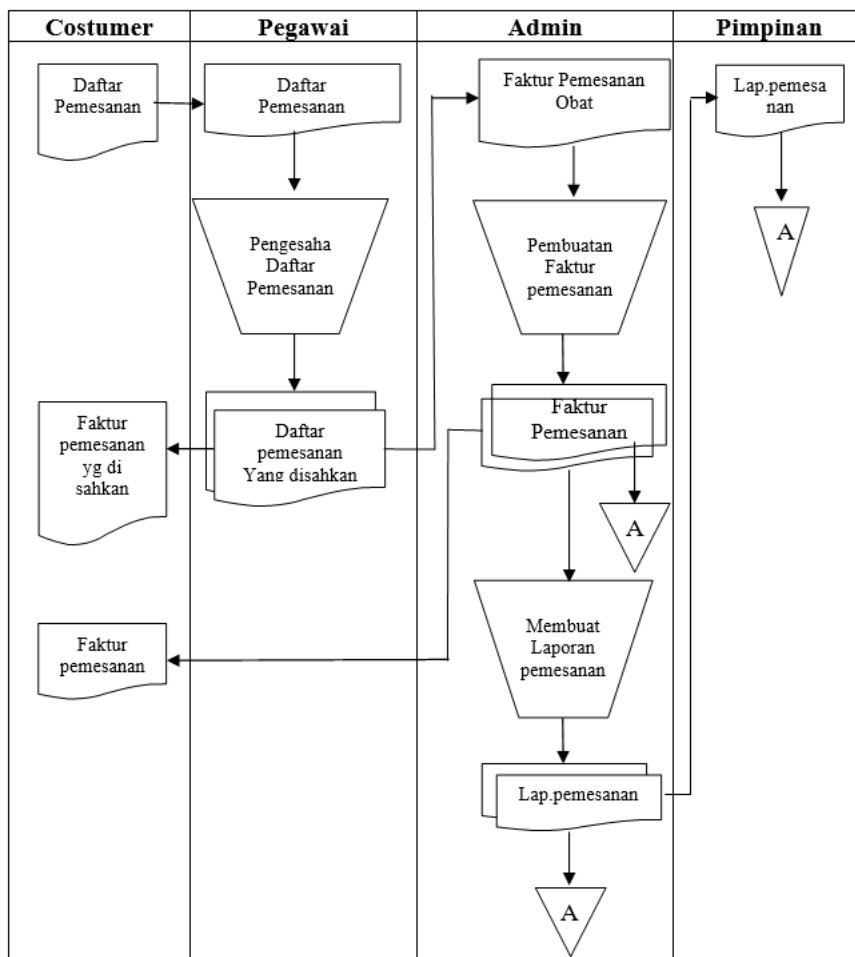 Costumer
Pegawai
Admin
Pimpinan
Daftar
Pemesanan
Daftar
Pemesanan
Faktur Pemesanan
Obat
Lap.pemesa
nan
Pengesaha
Daftar
Pemesanan
Pembuatan
Faktur
pemesanan
A
Faktur
pemesanan
yg di
sahkan
Daftar
pemesanan
Yang disahkan
Faktur
Pemesanan
A
Faktur
pemesanan
Membuat
Laporan
pemesanan
Lap.pemesanan
A